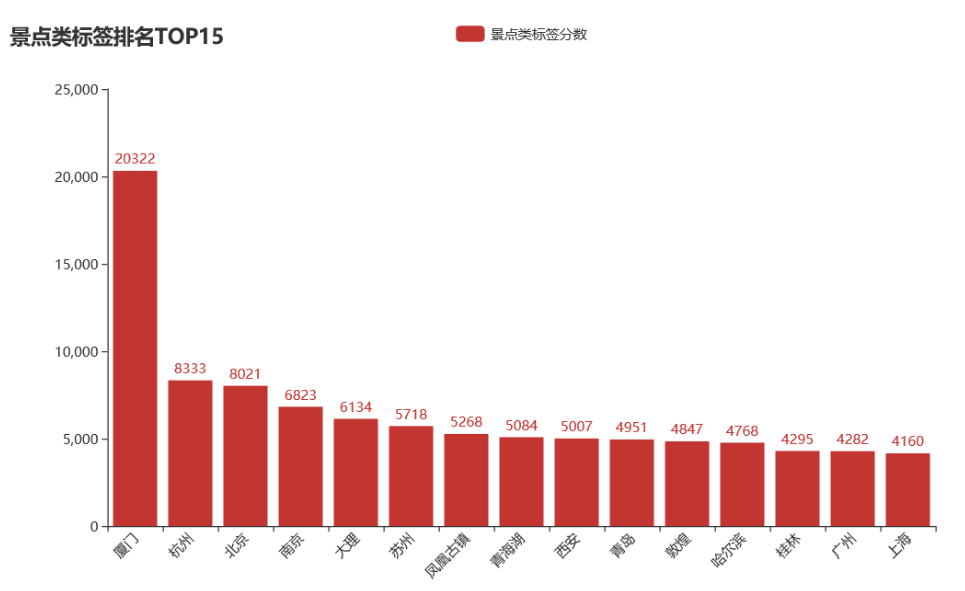 景点类标签排名TOP15
景点类标签分数
25,000
20,000
15,000
10,000
5,000
0
20322
8333
8021
6823
6134
5718
5268
5084
5007
4951
4847
4768
4295
4282
4160
厦门
杭州
北京
南京
大理
苏州
凤凰古镇
青海湖
西安
青岛
敦煌
哈尔滨
桂林
广州
上海